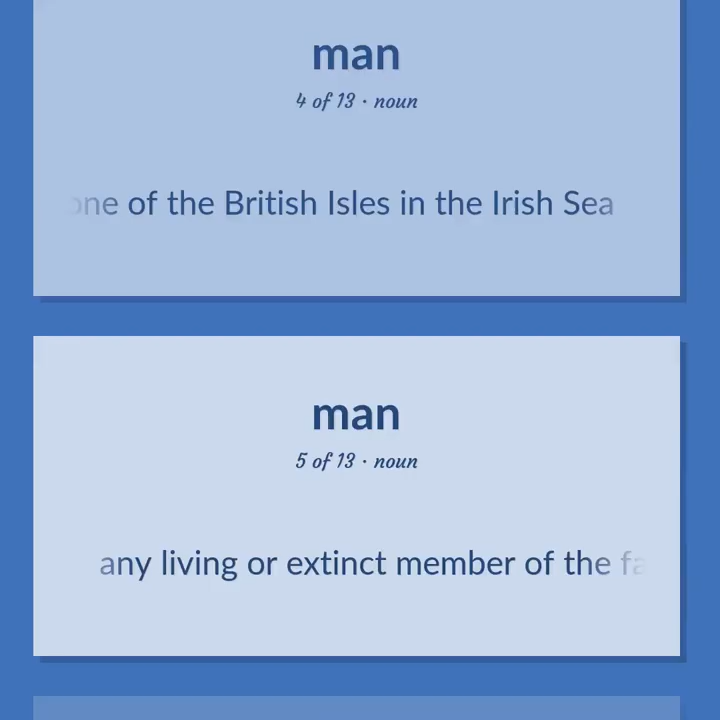 man
4 of 13 · noun
one of the British Isles in the Irish Sea
man
5 of 13 · noun
any living or extinct member of the